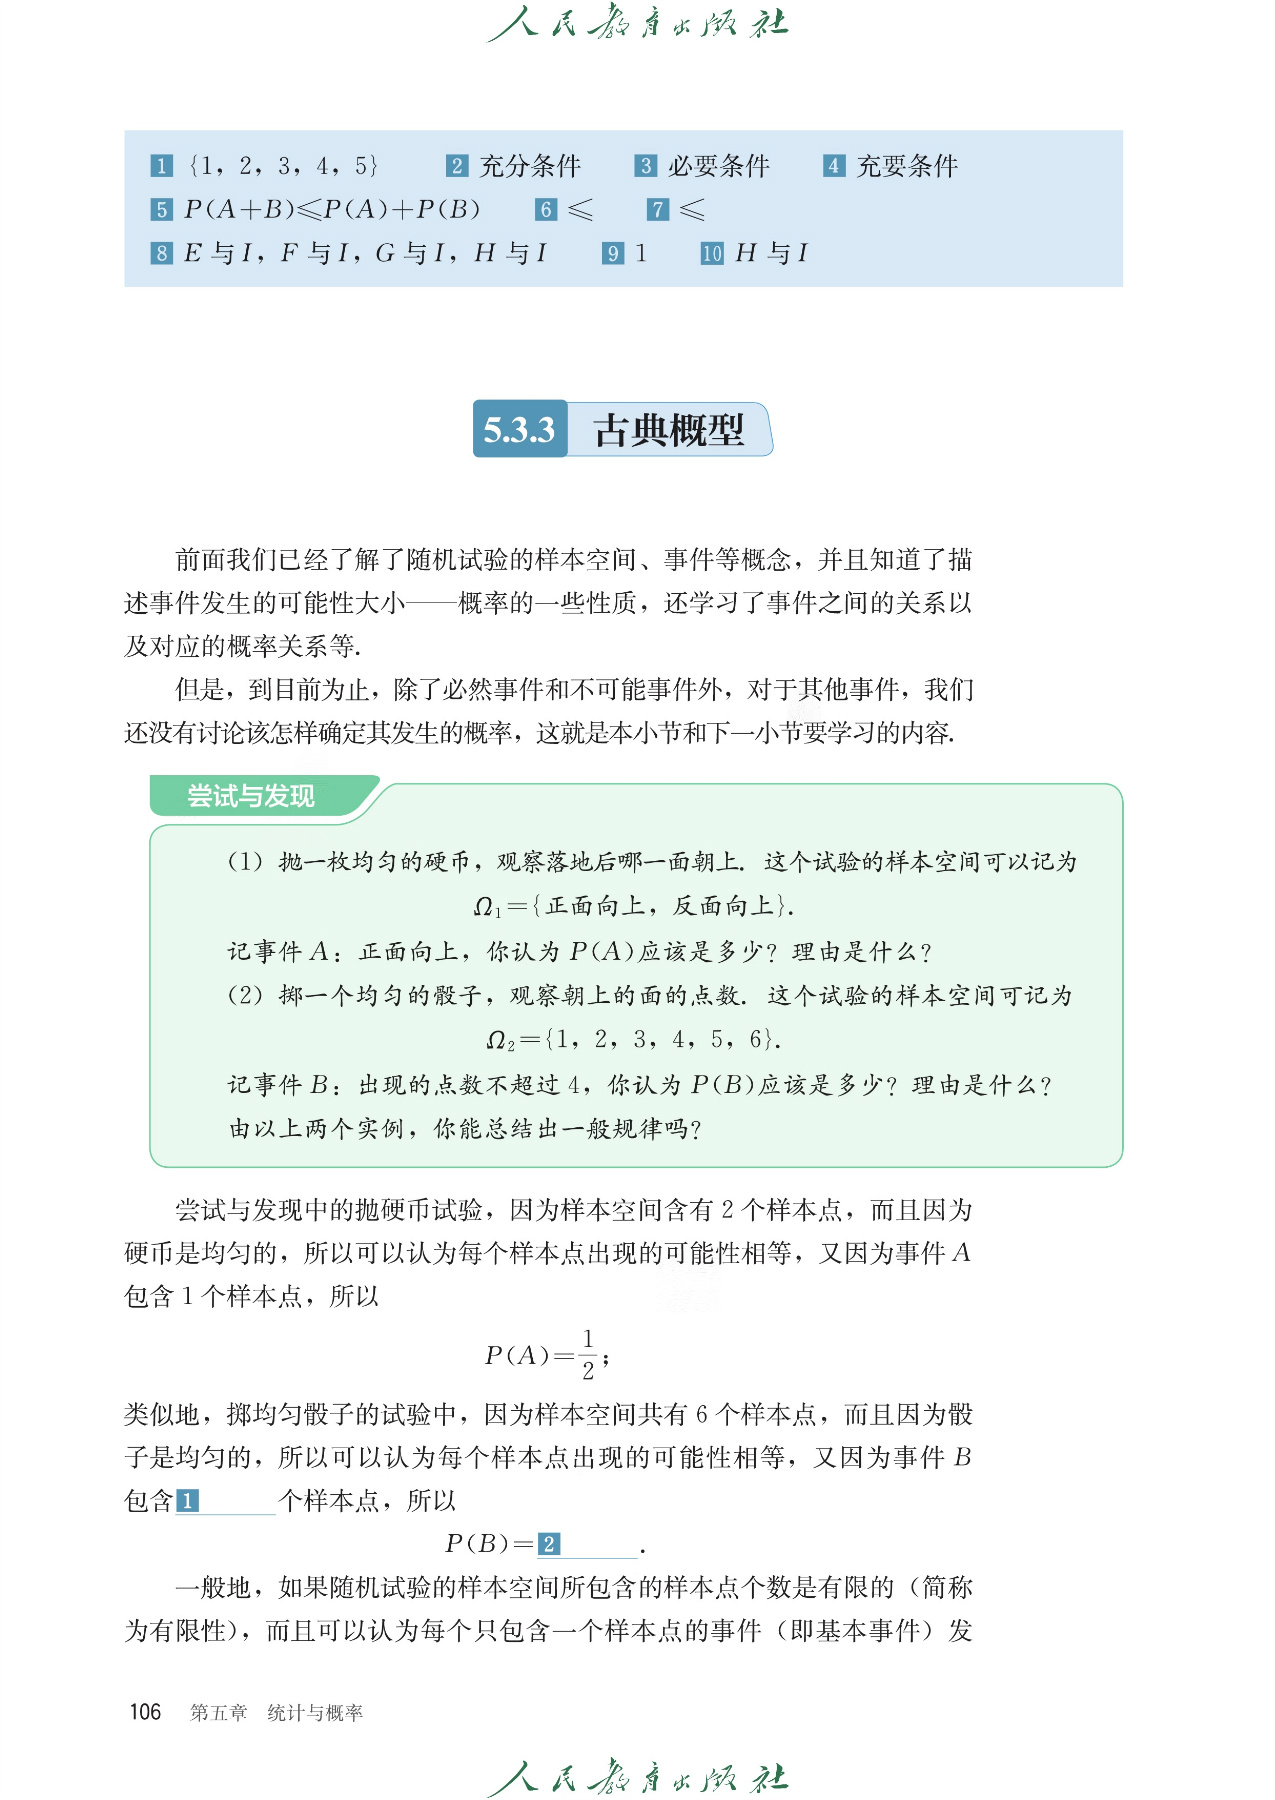 人民教育出版社
1 {1，2，3，4，5} 2 充分条件 3 必要条件 4 充要条件
5 P(A+B)≤P(A)+P(B) 6 ≤ 7 ≤
8 E 与 I，F 与 I，G 与 I，H 与 I 9 1 10 H 与 I
5.3.3 古典概型
前面我们已经了解了随机试验的样本空间、事件等概念，并且知道了描
述事件发生的可能性大小——概率的一些性质，还学习了事件之间的关系以
及对应的概率关系等.
但是，到目前为止，除了必然事件和不可能事件外，对于其他事件，我们
还没有讨论该怎样确定其发生的概率，这就是本小节和下一小节要学习的内容.
尝试与发现
（1）抛一枚均匀的硬币，观察落地后哪一面朝上. 这个试验的样本空间可以记为
Ω₁={正面向上，反面向上}.
记事件 A：正面向上，你认为 P(A)应该是多少？理由是什么？
（2）掷一个均匀的骰子，观察朝上的面的点数. 这个试验的样本空间可记为
Ω₂={1，2，3，4，5，6}.
记事件 B：出现的点数不超过 4，你认为 P(B)应该是多少？理由是什么？
由以上两个实例，你能总结出一般规律吗？
尝试与发现中的抛硬币试验，因为样本空间含有 2 个样本点，而且因为
硬币是均匀的，所以可以认为每个样本点出现的可能性相等，又因为事件 A
包含 1 个样本点，所以
P(A)=1/2；
类似地，掷均匀骰子的试验中，因为样本空间共有 6 个样本点，而且因为骰
子是均匀的，所以可以认为每个样本点出现的可能性相等，又因为事件 B
包含 1 ____ 个样本点，所以
P(B)= 2 ____ .
一般地，如果随机试验的样本空间所包含的样本点个数是有限的（简称
为有限性），而且可以认为每个只包含一个样本点的事件（即基本事件）发
106 第五章 统计与概率
人民教育出版社